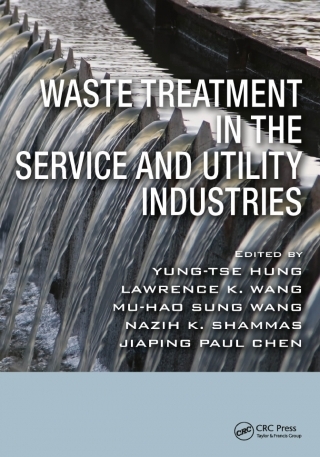 WASTE TREATMENT
IN THE
SERVICE AND UTILITY
INDUSTRIES
EDITED BY
YUNG-TSE HUNG
LAWRENCE K. WANG
MU-HAO SUNG WANG
NAZIH K. SHAMMAS
JIAPING PAUL CHEN
CRC
CRC Press
Taylor & Francis Group